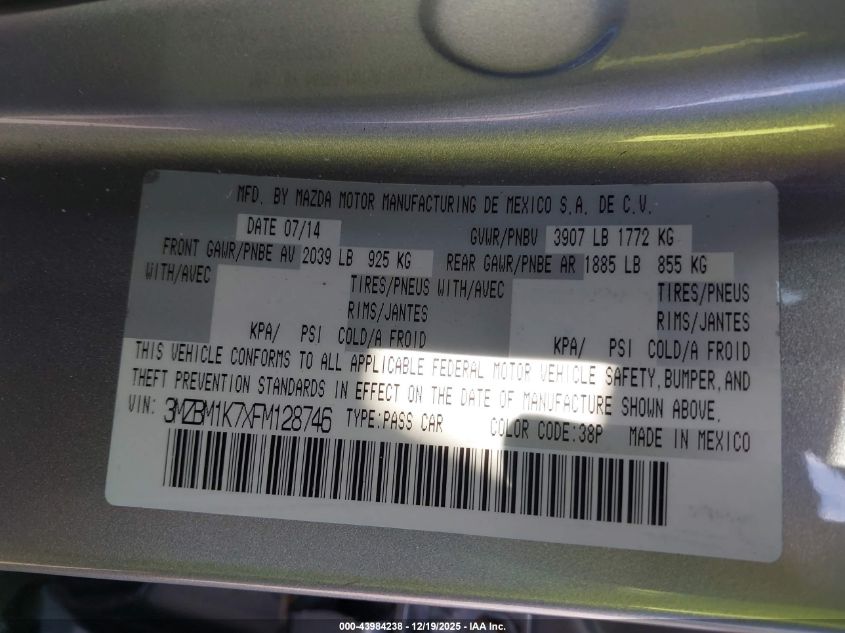 MFD. BY MAZDA MOTOR MANUFACTURING DE MEXICO S.A. DE C.V.
DATE 07/14 GVWR/PNBV 3907 LB 1772 KG
FRONT GAWR/PNBE AV 2039 LB 925 KG REAR GAWR/PNBE AR 1885 LB 855 KG
WITH/AVEC TIRES/PNEUS WITH/AVEC TIRES/PNEUS
RIMS/JANTES RIMS/JANTES
KPA/ PSI COLD/A FROID KPA/ PSI COLD/A FROID
THIS VEHICLE CONFORMS TO ALL APPLICABLE FEDERAL MOTOR VEHICLE SAFETY, BUMPER, AND
THEFT PREVENTION STANDARDS IN EFFECT ON THE DATE OF MANUFACTURE SHOWN ABOVE.
VIN: 3MZBM1K7XFM128746 TYPE:PASS CAR COLOR CODE:38P MADE IN MEXICO
000-43984238 - 12/19/2025 - IAA Inc.